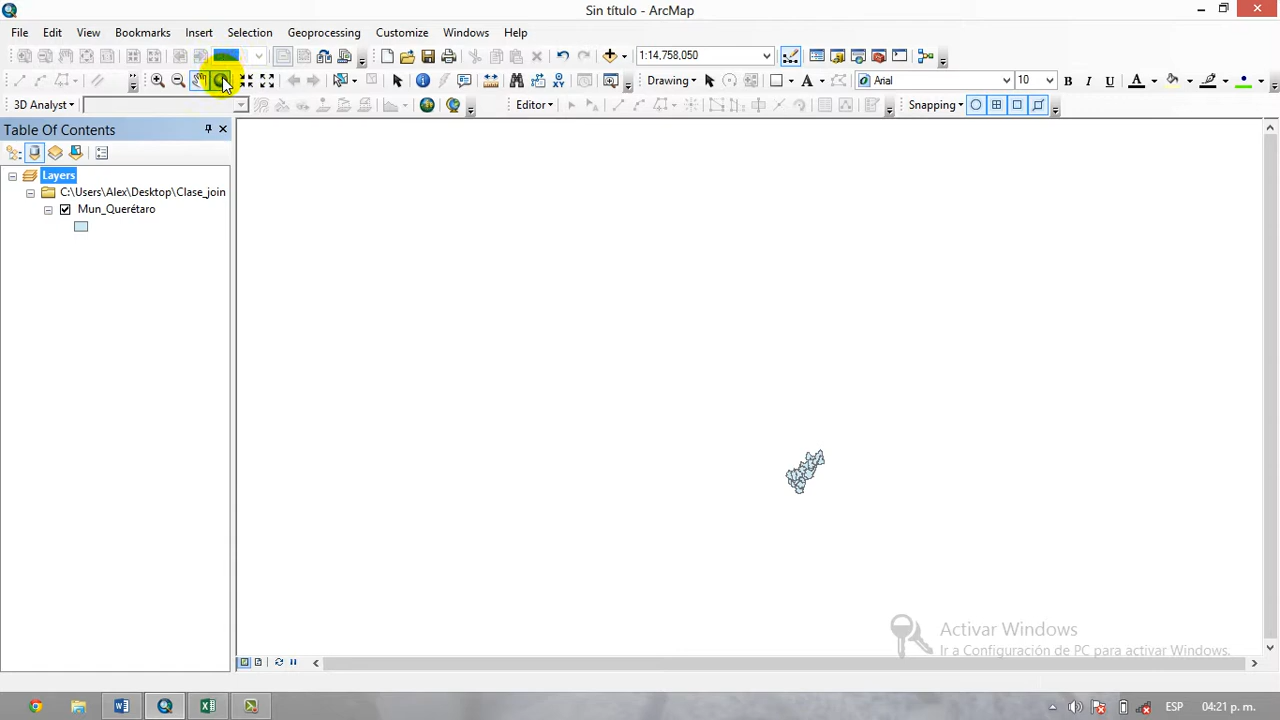 Sin título - ArcMap
File Edit View Bookmarks Insert Selection Geoprocessing Customize Windows Help
1:14,758,050
Drawing Arial 10 B I U A
3D Analyst Editor Snapping
Table Of Contents
Layers
C:\Users\Alex\Desktop\Clase_join
Mun_Querétaro
Activar Windows
Ir a Configuración de PC para activar Windows.
ESP 04:21 p. m.